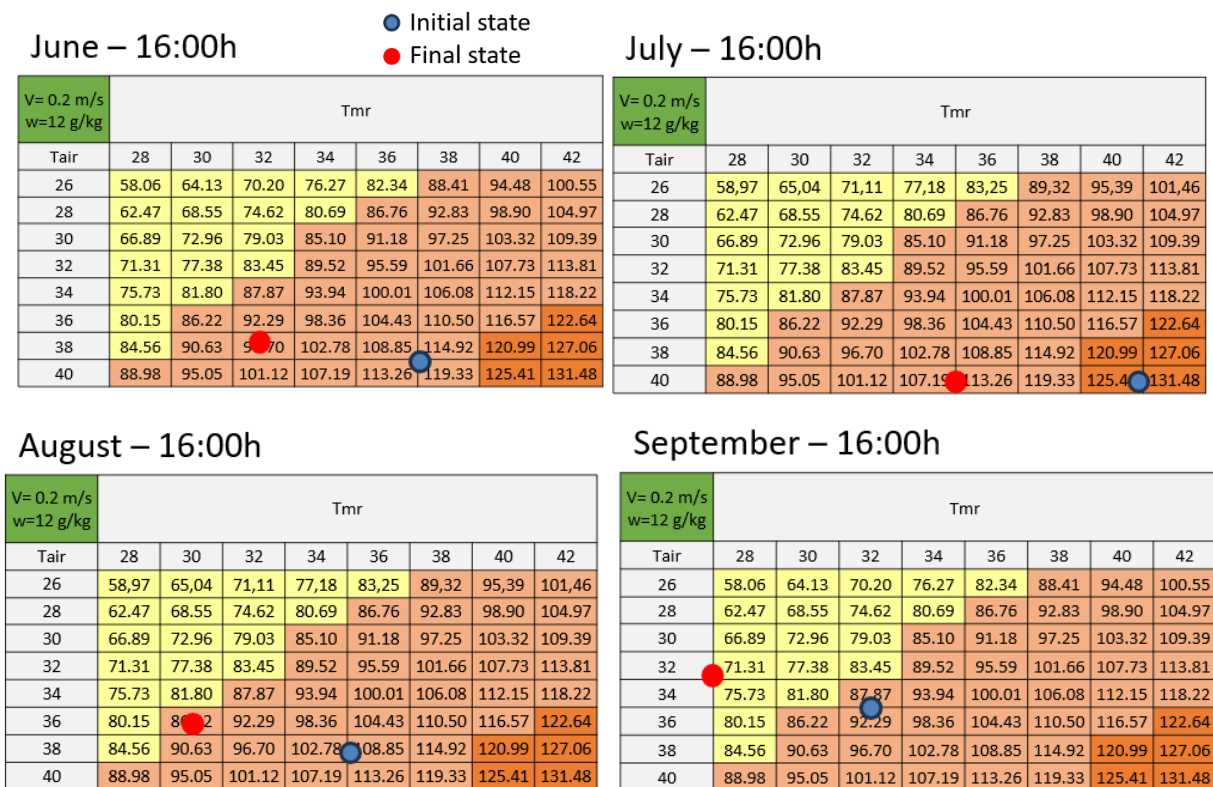 Initial state
Final state
June – 16:00h
V= 0.2 m/s
w=12 g/kg
Tmr
Tair 28 30 32 34 36 38 40 42
26 58.06 64.13 70.20 76.27 82.34 88.41 94.48 100.55
28 62.47 68.55 74.62 80.69 86.76 92.83 98.90 104.97
30 66.89 72.96 79.03 85.10 91.18 97.25 103.32 109.39
32 71.31 77.38 83.45 89.52 95.59 101.66 107.73 113.81
34 75.73 81.80 87.87 93.94 100.01 106.08 112.15 118.22
36 80.15 86.22 92.29 98.36 104.43 110.50 116.57 122.64
38 84.56 90.63 102.78 108.85 114.92 120.99 127.06
40 88.98 95.05 101.12 107.19 113.26 119.33 125.41 131.48
July – 16:00h
V= 0.2 m/s
w=12 g/kg
Tmr
Tair 28 30 32 34 36 38 40 42
26 58,97 65,04 71,11 77,18 83,25 89,32 95,39 101,46
28 62.47 68.55 74.62 80.69 86.76 92.83 98.90 104.97
30 66.89 72.96 79.03 85.10 91.18 97.25 103.32 109.39
32 71.31 77.38 83.45 89.52 95.59 101.66 107.73 113.81
34 75.73 81.80 87.87 93.94 100.01 106.08 112.15 118.22
36 80.15 86.22 92.29 98.36 104.43 110.50 116.57 122.64
38 84.56 90.63 96.70 102.78 108.85 114.92 120.99 127.06
40 88.98 95.05 101.12 107.19 113.26 119.33 131.48
August – 16:00h
V= 0.2 m/s
w=12 g/kg
Tmr
Tair 28 30 32 34 36 38 40 42
26 58,97 65,04 71,11 77,18 83,25 89,32 95,39 101,46
28 62.47 68.55 74.62 80.69 86.76 92.83 98.90 104.97
30 66.89 72.96 79.03 85.10 91.18 97.25 103.32 109.39
32 71.31 77.38 83.45 89.52 95.59 101.66 107.73 113.81
34 75.73 81.80 87.87 93.94 100.01 106.08 112.15 118.22
36 80.15 92.29 98.36 104.43 110.50 116.57 122.64
38 84.56 90.63 96.70 102.78 108.85 114.92 120.99 127.06
40 88.98 95.05 101.12 107.19 113.26 119.33 125.41 131.48
September – 16:00h
V= 0.2 m/s
w=12 g/kg
Tmr
Tair 28 30 32 34 36 38 40 42
26 58.06 64.13 70.20 76.27 82.34 88.41 94.48 100.55
28 62.47 68.55 74.62 80.69 86.76 92.83 98.90 104.97
30 66.89 72.96 79.03 85.10 91.18 97.25 103.32 109.39
32 71.31 77.38 83.45 89.52 95.59 101.66 107.73 113.81
34 75.73 81.80 87.87 93.94 100.01 106.08 112.15 118.22
36 80.15 86.22 92.29 98.36 104.43 110.50 116.57 122.64
38 84.56 90.63 96.70 102.78 108.85 114.92 120.99 127.06
40 88.98 95.05 101.12 107.19 113.26 119.33 125.41 131.48